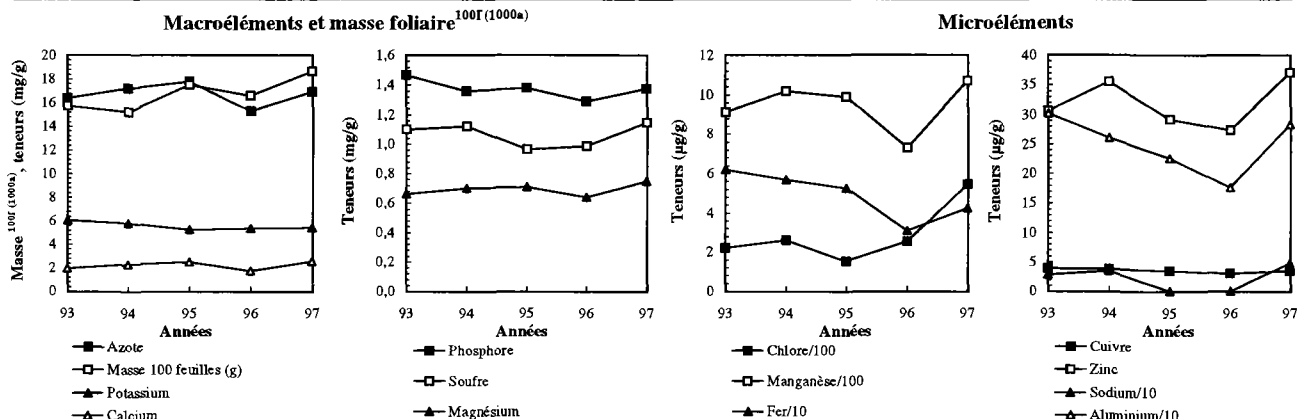 Macroéléments et masse foliaire 100f (1000a)
Microéléments
Masse 100f (1000a), teneurs (mg/g)
20
18
16
14
12
10
8
6
4
2
0
93 94 95 96 97
Années
Azote
Masse 100 feuilles (g)
Potassium
Calcium
Teneurs (mg/g)
1,6
1,4
1,2
1,0
0,8
0,6
0,4
0,2
0,0
93 94 95 96 97
Années
Phosphore
Soufre
Magnésium
Teneurs (µg/g)
12
10
8
6
4
2
0
93 94 95 96 97
Années
Chlore/100
Manganèse/100
Fer/10
Teneurs (µg/g)
40
35
30
25
20
15
10
5
0
93 94 95 96 97
Années
Cuivre
Zinc
Sodium/10
Aluminium/10